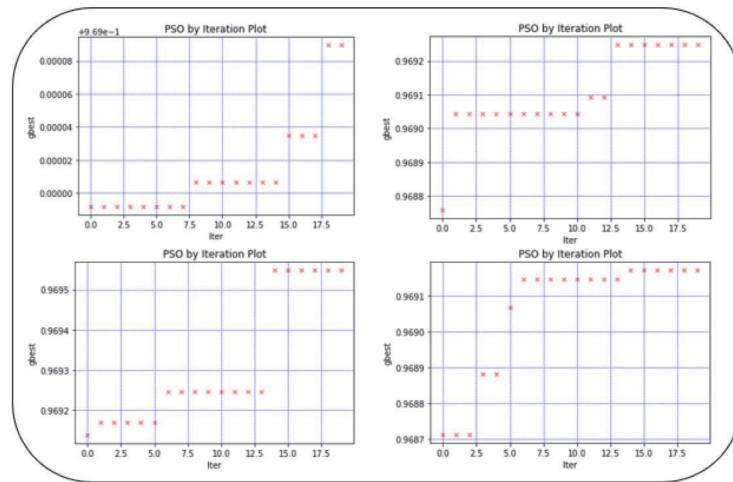 PSO by Iteration Plot
+9.69e−1
gbest
0.00008
0.00006
0.00004
0.00002
0.00000
0.0 2.5 5.0 7.5 10.0 12.5 15.0 17.5
Iter
PSO by Iteration Plot
gbest
0.9692
0.9691
0.9690
0.9689
0.9688
0.0 2.5 5.0 7.5 10.0 12.5 15.0 17.5
Iter
PSO by Iteration Plot
gbest
0.9695
0.9694
0.9693
0.9692
0.0 2.5 5.0 7.5 10.0 12.5 15.0 17.5
Iter
PSO by Iteration Plot
gbest
0.9691
0.9690
0.9689
0.9688
0.9687
0.0 2.5 5.0 7.5 10.0 12.5 15.0 17.5
Iter